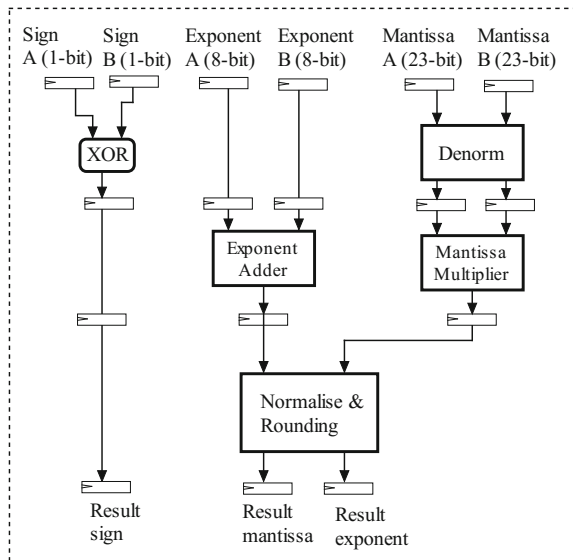 Sign
A (1-bit)
Sign
B (1-bit)
Exponent
A (8-bit)
Exponent
B (8-bit)
Mantissa
A (23-bit)
Mantissa
B (23-bit)
XOR
Denorm
Exponent
Adder
Mantissa
Multiplier
Normalise &
Rounding
Result
sign
Result
mantissa
Result
exponent